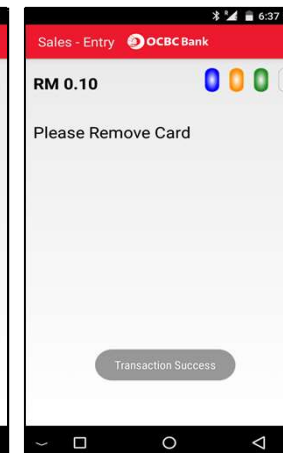 6:37
Sales - Entry OCBC Bank
RM 0.10
Please Remove Card
Transaction Success